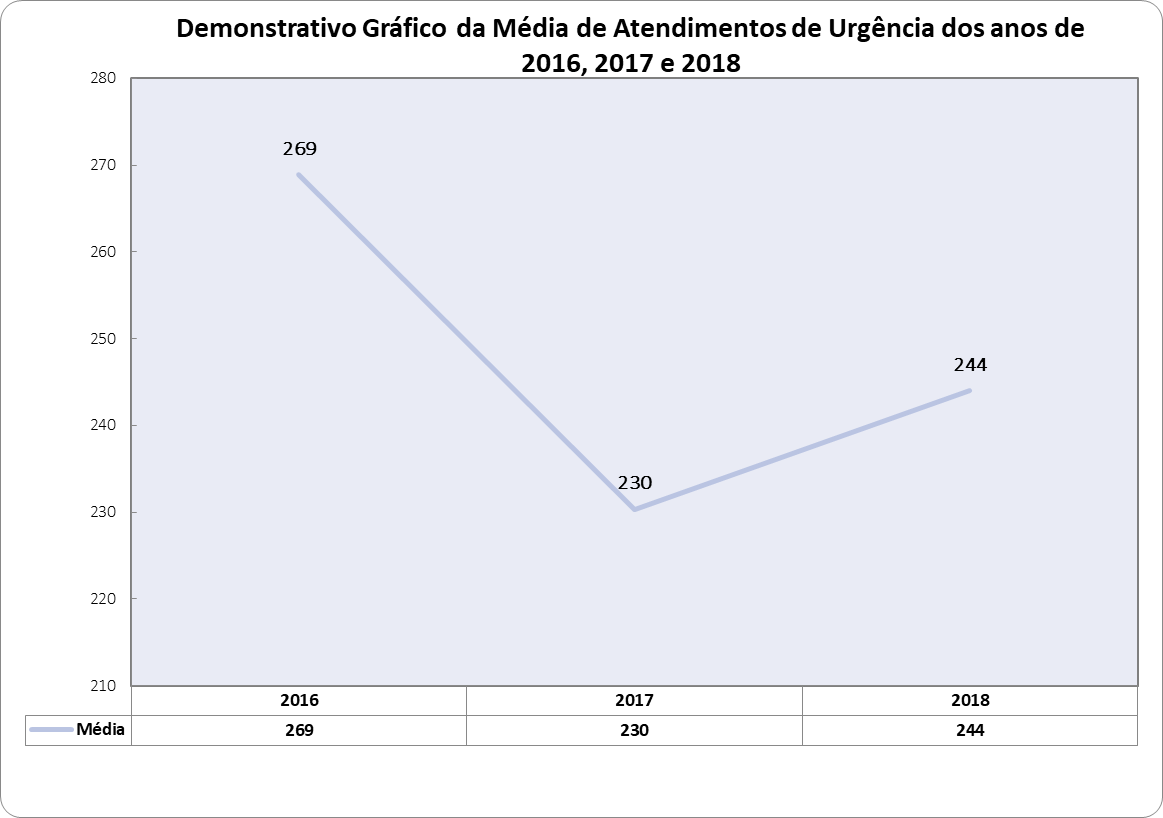 Demonstrativo Gráfico da Média de Atendimentos de Urgência dos anos de
2016, 2017 e 2018
280
270
260
250
240
230
220
210
269
230
244
2016 2017 2018
Média 269 230 244